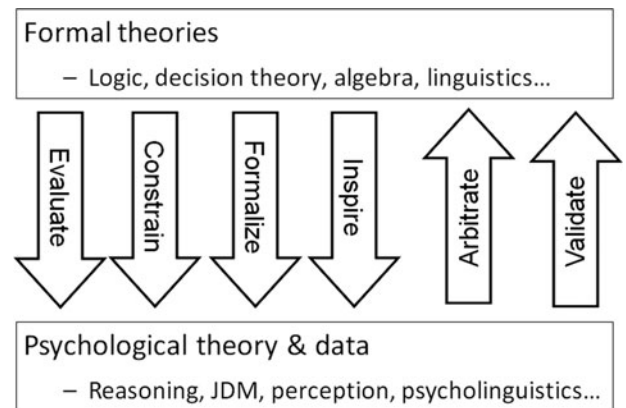 Formal theories
– Logic, decision theory, algebra, linguistics…
Evaluate
Constrain
Formalize
Inspire
Arbitrate
Validate
Psychological theory & data
– Reasoning, JDM, perception, psycholinguistics…